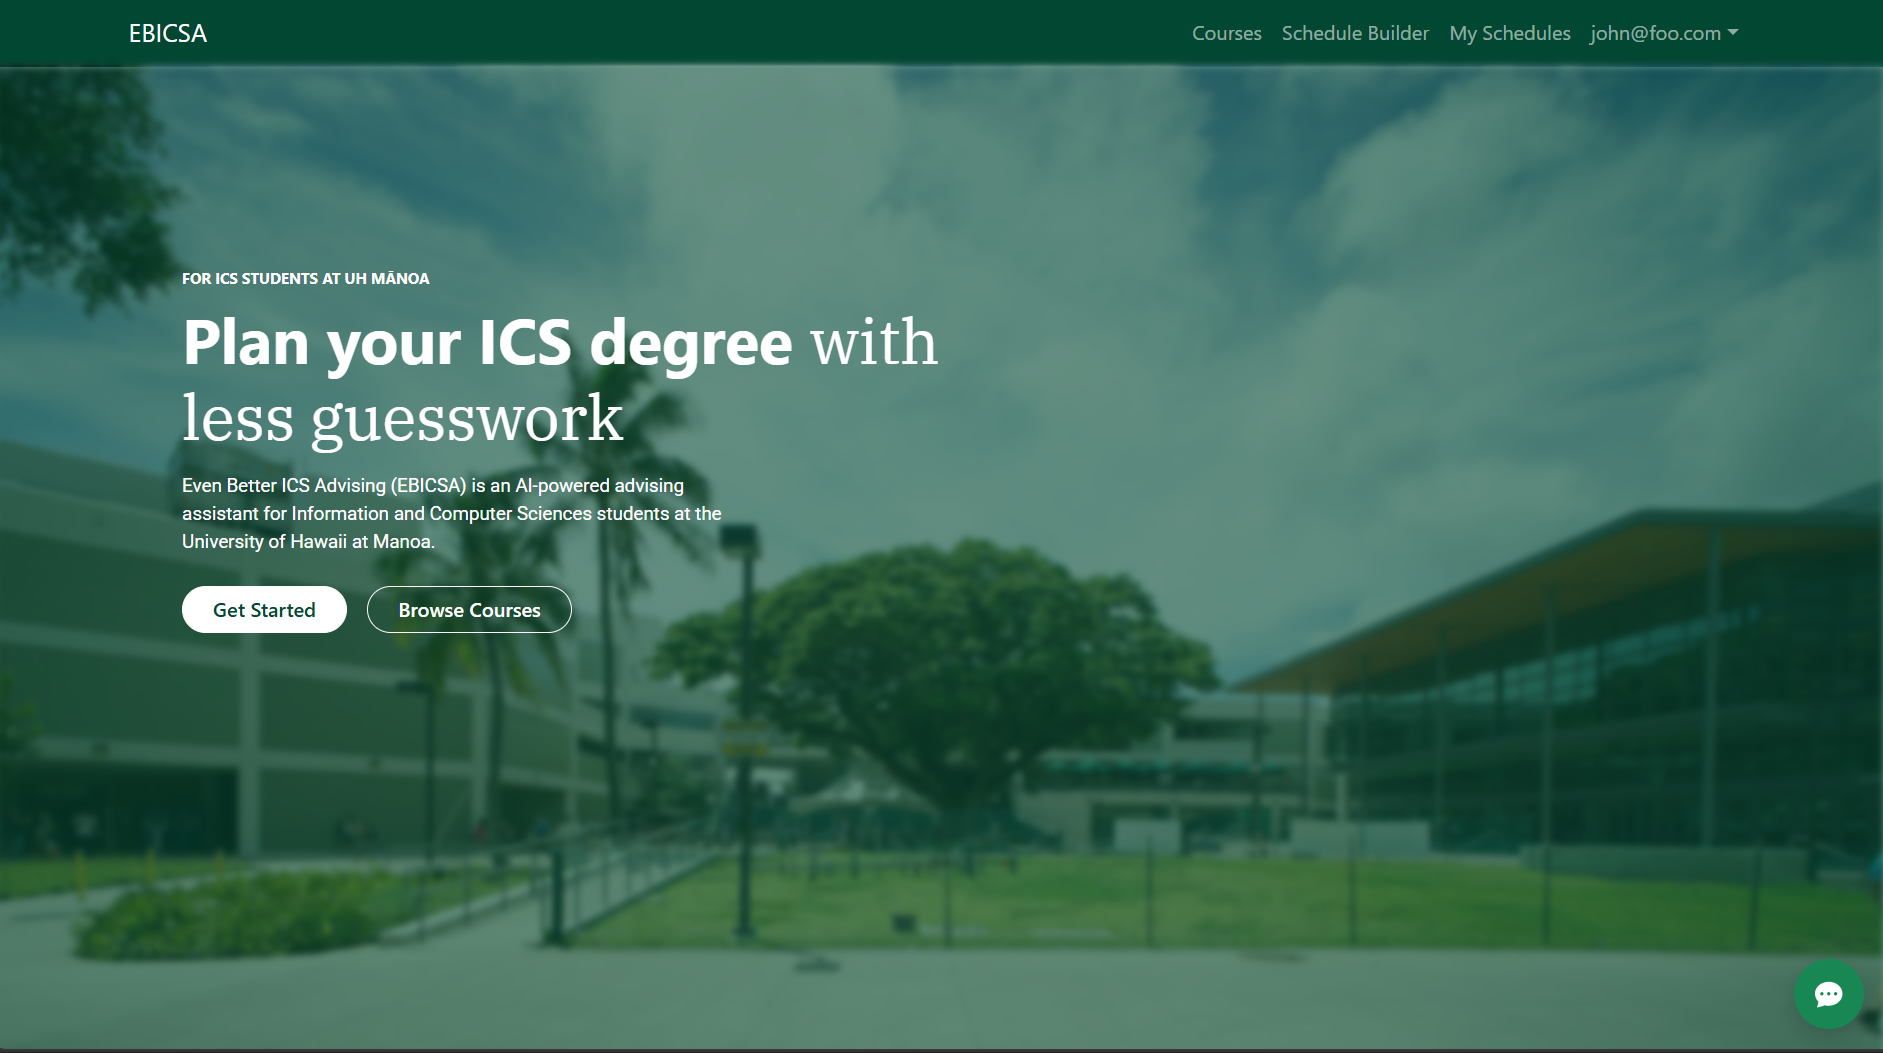 EBICSA
Courses
Schedule Builder
My Schedules
john@foo.com
FOR ICS STUDENTS AT UH MĀNOA
Plan your ICS degree with
less guesswork
Even Better ICS Advising (EBICSA) is an AI-powered advising
assistant for Information and Computer Sciences students at the
University of Hawaii at Manoa.
Get Started
Browse Courses